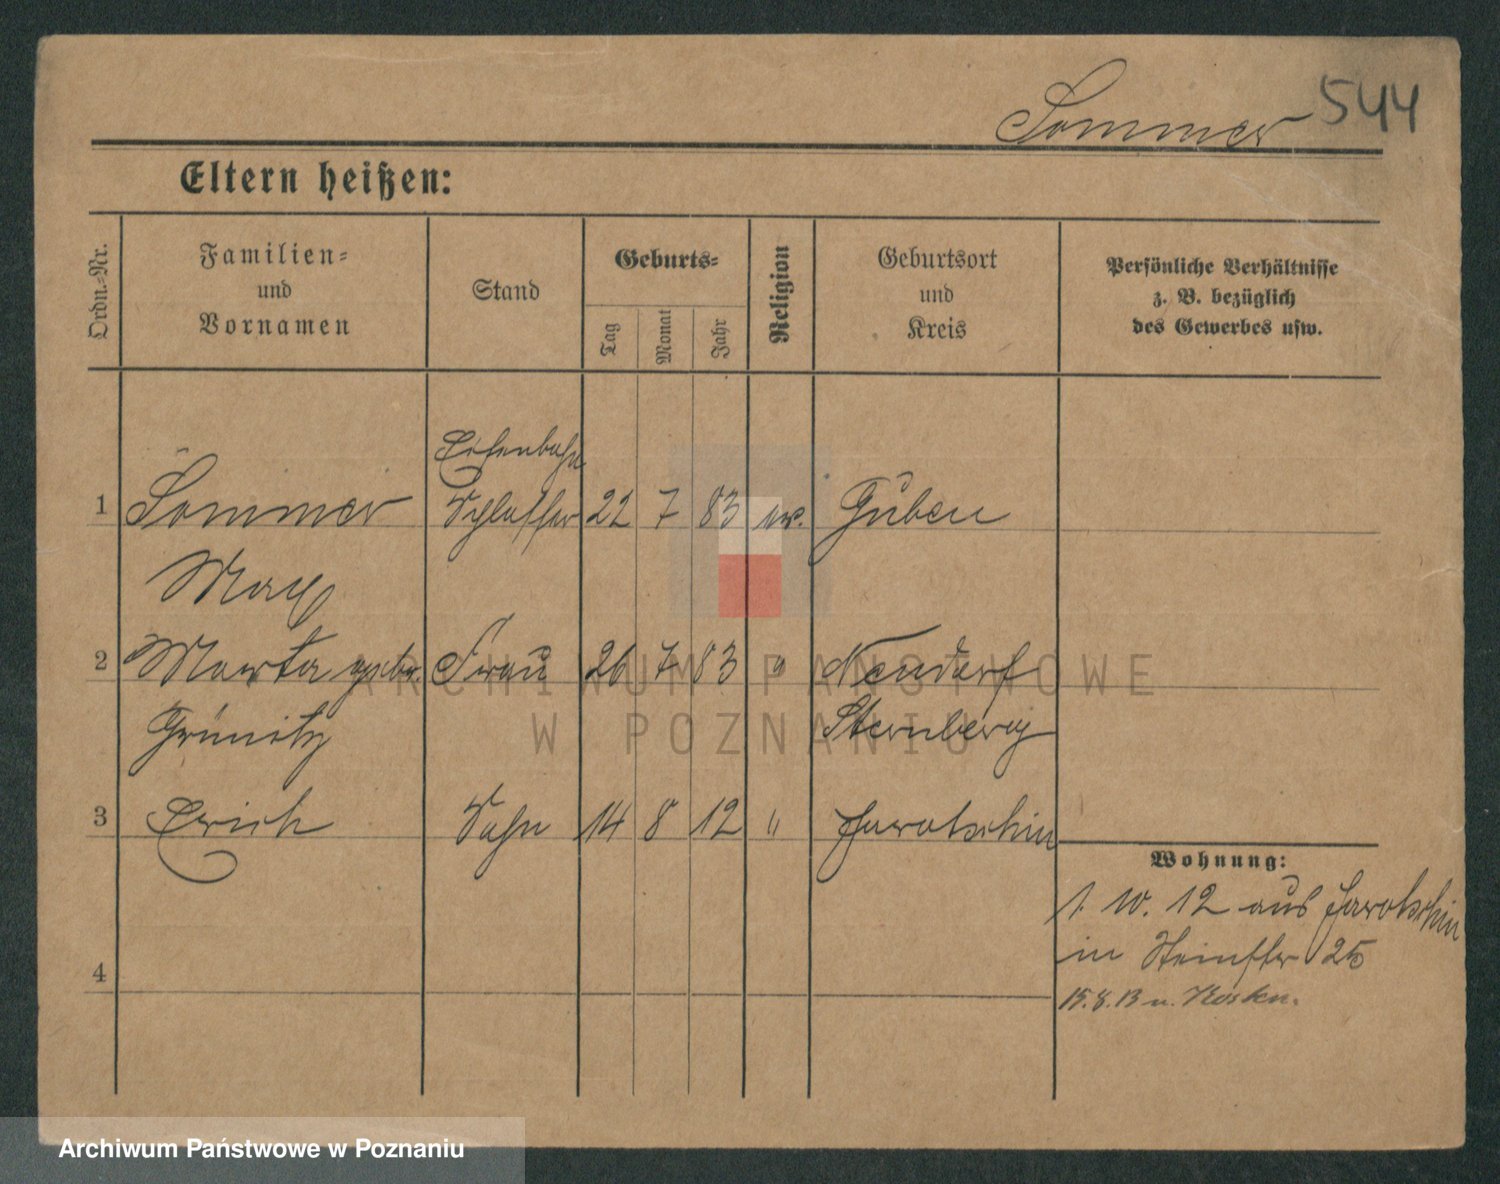 Sommer 544
Eltern heißen:
Ordn.-Nr.
Familien-
und
Vornamen
Stand
Geburts-
Tag
Monat
Jahr
Religion
Geburtsort
und
Kreis
Persönliche Verhältnisse
z. B. bezüglich
des Gewerbes usw.
Eisenbahn
1 Sommer Schlosser 22 7 83 ev. Guben
Max
2 Marta geb. Frau 26 7 83 " Neudorf
Grünitz Sternberg
3 Erich Sohn 14 8 12 " Jarotschin
Wohnung:
1. 10. 12 aus Jarotschin
in 25
4
15.8.13 n.
ARCHIWUM PAŃSTWOWE
W POZNANIU
Archiwum Państwowe w Poznaniu